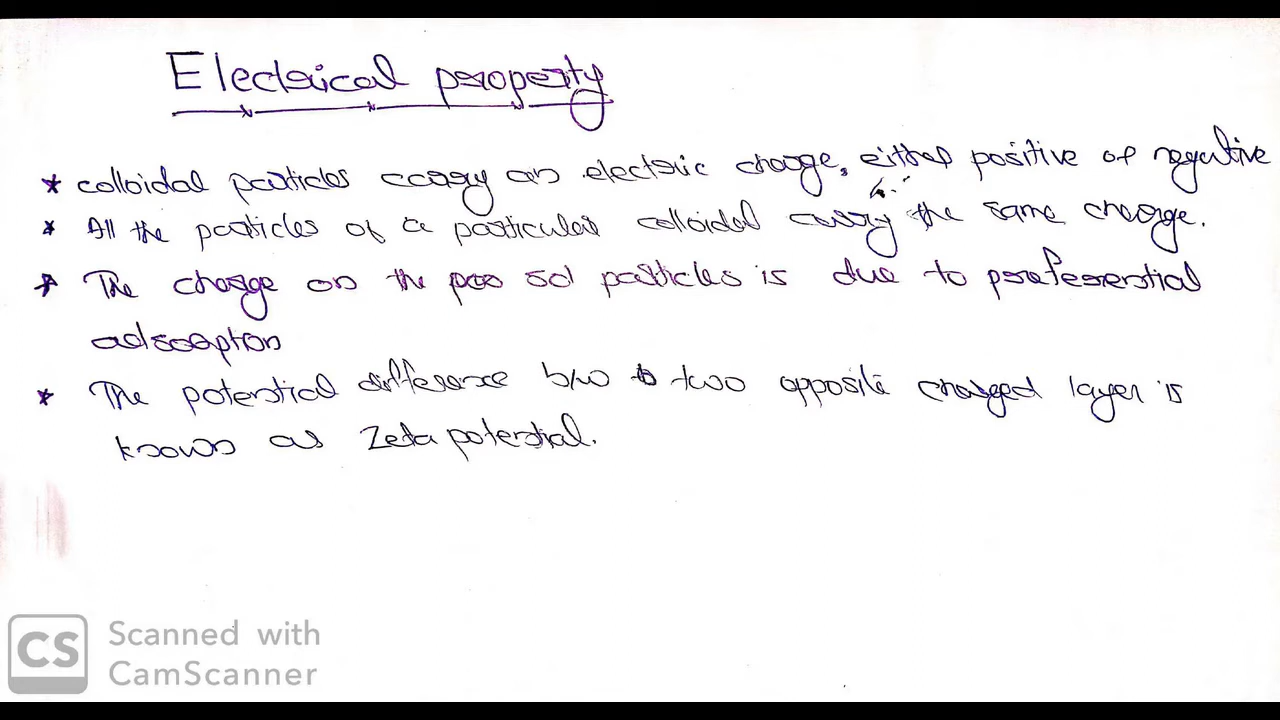 Electrical property
* colloidal particles carry an electric charge, either positive or negative
* All the particles of a particular colloidal carry the same charge.
* The charge on the sol particles is due to preferential
adsorption
* The potential difference b/w two opposite charged layer is
known as Zeta potential.
CS Scanned with
CamScanner